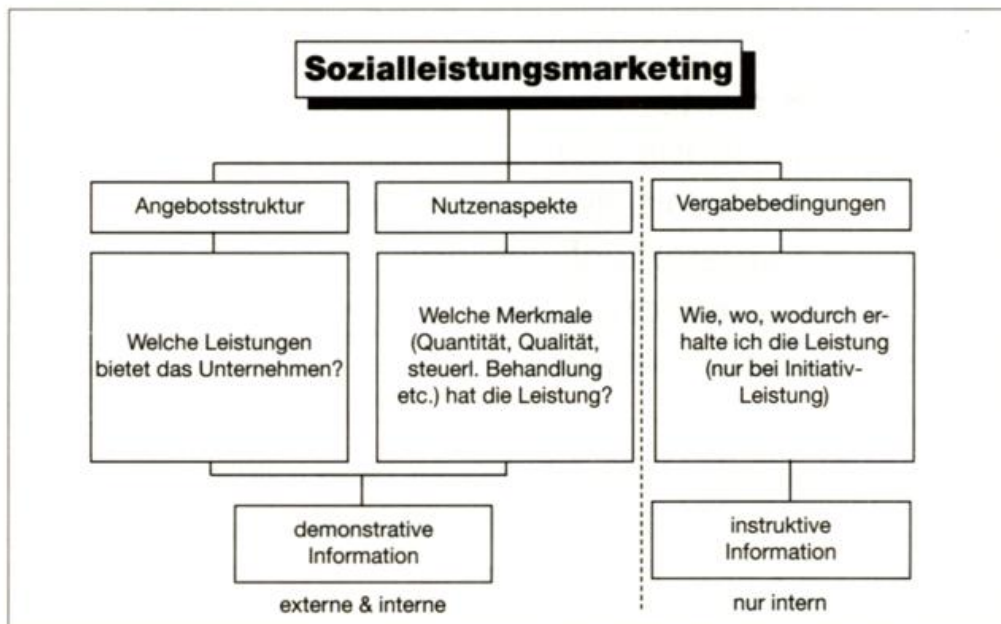 Sozialleistungsmarketing
Angebotsstruktur
Nutzenaspekte
Vergabebedingungen
Welche Leistungen
bietet das Unternehmen?
Welche Merkmale
(Quantität, Qualität,
steuerl. Behandlung
etc.) hat die Leistung?
Wie, wo, wodurch er-
halte ich die Leistung
(nur bei Initiativ-
Leistung)
demonstrative
Information
externe & interne
instruktive
Information
nur intern